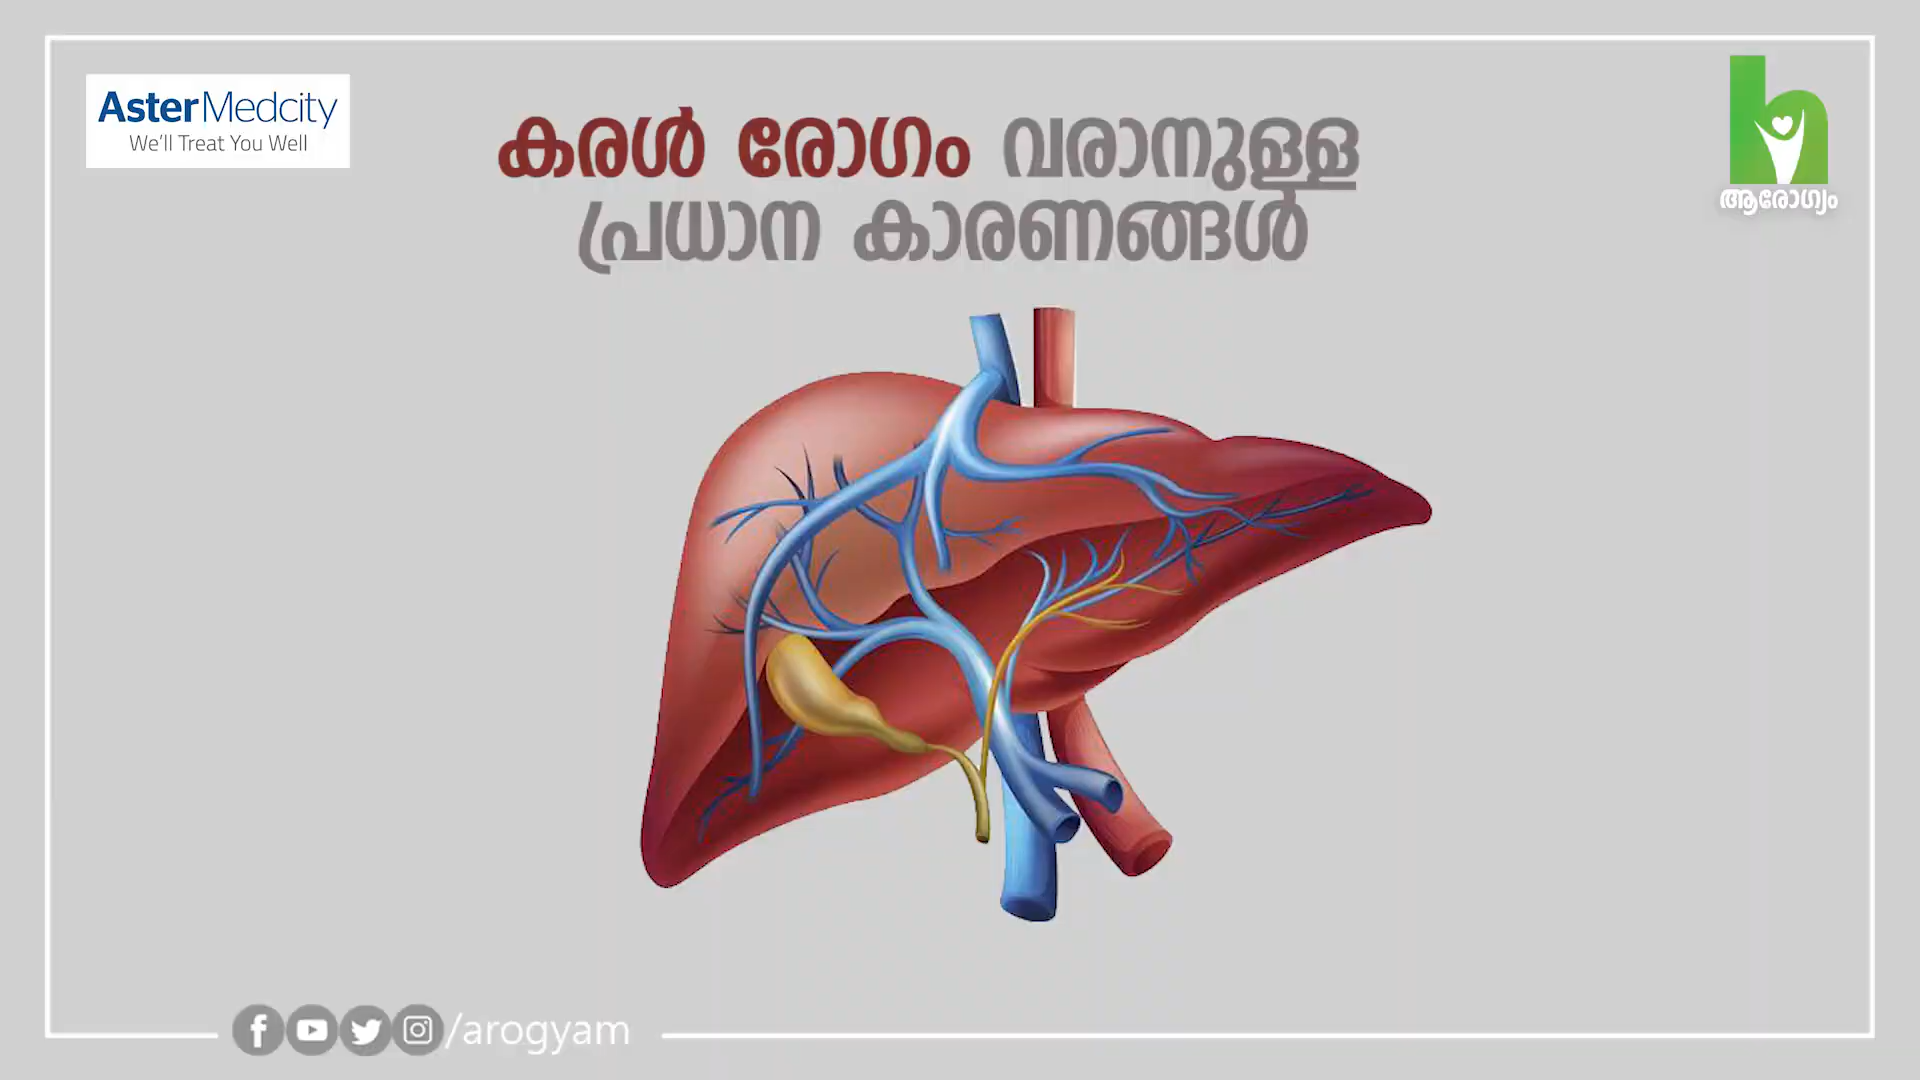 AsterMedcity
We'll Treat You Well
കരൾ രോഗം വരാനുള്ള
പ്രധാന കാരണങ്ങൾ
ആരോഗ്യം
/arogyam